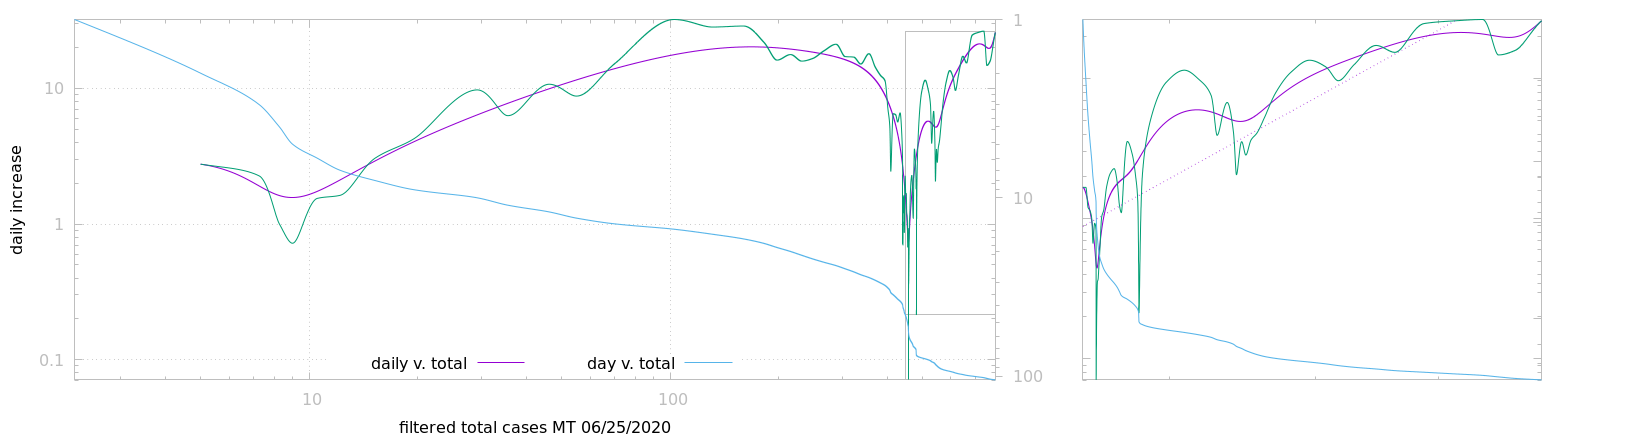 10
1
0.1
daily increase
1
10
100
daily v. total
day v. total
10
100
filtered total cases MT 06/25/2020